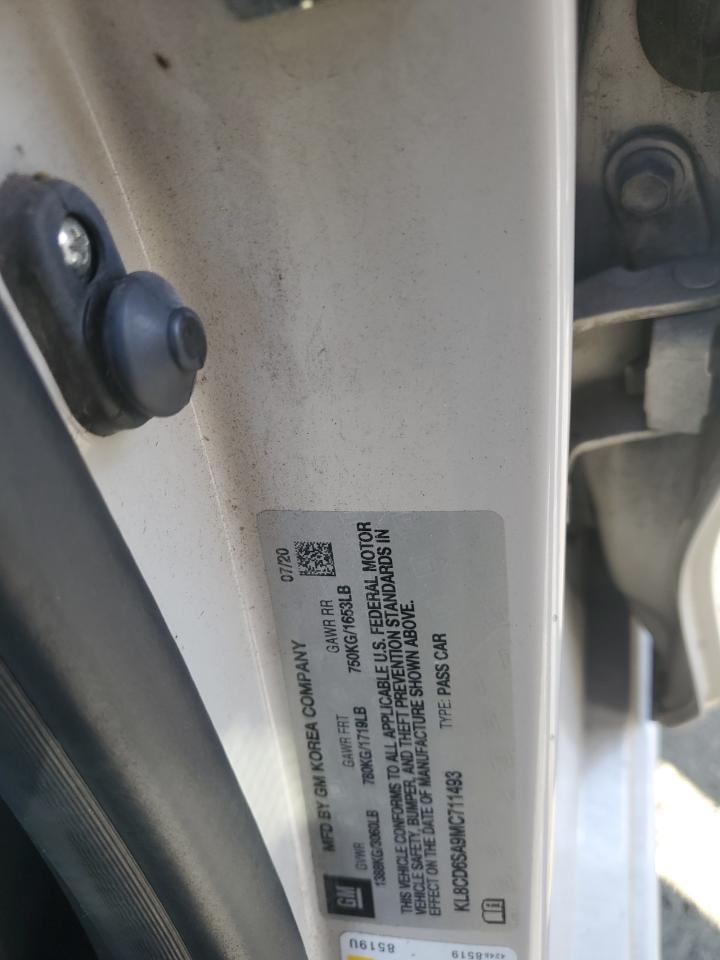 GM MFD BY GM KOREA COMPANY 07/20
GVWR GAWR FRT GAWR RR
1388KG/3060LB 780KG/1719LB 750KG/1653LB
THIS VEHICLE CONFORMS TO ALL APPLICABLE U.S. FEDERAL MOTOR
VEHICLE SAFETY, BUMPER, AND THEFT PREVENTION STANDARDS IN
EFFECT ON THE DATE OF MANUFACTURE SHOWN ABOVE.
KL8CD6SA9MC711493 TYPE: PASS CAR
8519U
8519